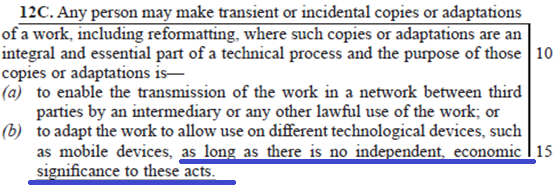 12C. Any person may make transient or incidental copies or adaptations
of a work, including reformatting, where such copies or adaptations are an
integral and essential part of a technical process and the purpose of those 10
copies or adaptations is—
(a) to enable the transmission of the work in a network between third
parties by an intermediary or any other lawful use of the work; or
(b) to adapt the work to allow use on different technological devices, such
as mobile devices, as long as there is no independent, economic 15
significance to these acts.